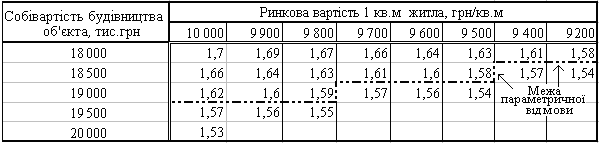 Собівартість будівництва об'єкта, тис.грн Ринкова вартість 1 кв.м житла, грн/кв.м
10 000 9 900 9 800 9 700 9 600 9 500 9 400 9 200
18 000 1,7 1,69 1,67 1,66 1,64 1,63 1,61 1,58
18 500 1,66 1,64 1,63 1,61 1,6 1,58 1,57 1,54
19 000 1,62 1,6 1,59 1,57 1,56 1,54
19 500 1,57 1,56 1,55
20 000 1,53
Межа
параметричної
відмови